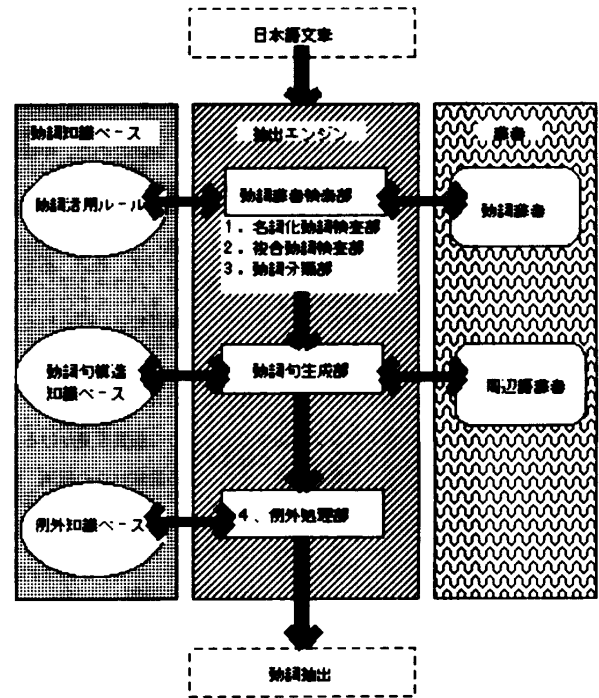 日本語文章
動詞知識ベース
抽出エンジン
辞書
動詞活用ルール
動詞辞書検査部
動詞辞書
1．名詞化動詞検査部
2．複合動詞検査部
3．動詞分類部
動詞句構造
知識ベース
動詞句生成部
周辺語辞書
例外知識ベース
4、例外処理部
動詞抽出